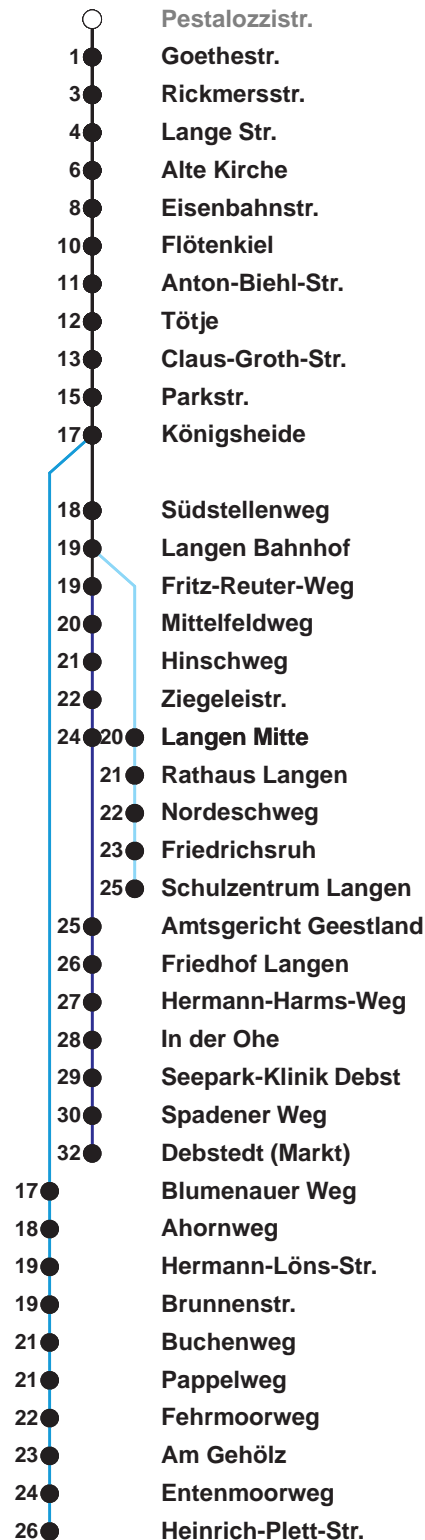 Pestalozzistr.
1 Goethestr.
3 Rickmersstr.
4 Lange Str.
6 Alte Kirche
8 Eisenbahnstr.
10 Flötenkiel
11 Anton-Biehl-Str.
12 Tötje
13 Claus-Groth-Str.
15 Parkstr.
17 Königsheide
18 Südstellenweg
19 Langen Bahnhof
19 Fritz-Reuter-Weg
20 Mittelfeldweg
21 Hinschweg
22 Ziegeleistr.
24 20 Langen Mitte
21 Rathaus Langen
22 Nordeschweg
23 Friedrichsruh
25 Schulzentrum Langen
25 Amtsgericht Geestland
26 Friedhof Langen
27 Hermann-Harms-Weg
28 In der Ohe
29 Seepark-Klinik Debst
30 Spadener Weg
32 Debstedt (Markt)
17 Blumenauer Weg
18 Ahornweg
19 Hermann-Löns-Str.
19 Brunnenstr.
21 Buchenweg
21 Pappelweg
22 Fehrmoorweg
23 Am Gehölz
24 Entenmoorweg
26 Heinrich-Plett-Str.